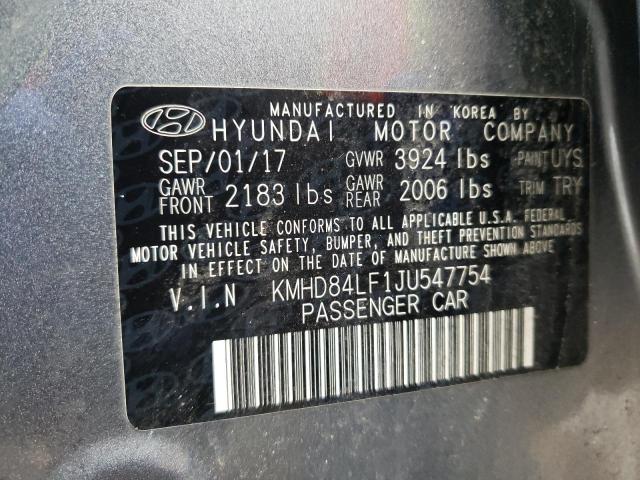 MANUFACTURED IN KOREA BY
HYUNDAI MOTOR COMPANY
SEP/01/17 GVWR 3924 lbs PAINT UYS
GAWR FRONT 2183 lbs GAWR REAR 2006 lbs TRIM TRY
THIS VEHICLE CONFORMS TO ALL APPLICABLE U.S.A. FEDERAL
MOTOR VEHICLE SAFETY, BUMPER, AND THEFT PREVENTION STANDARDS
IN EFFECT ON THE DATE OF MANUFACTURE SHOWN ABOVE.
V.I.N KMHD84LF1JU547754
PASSENGER CAR